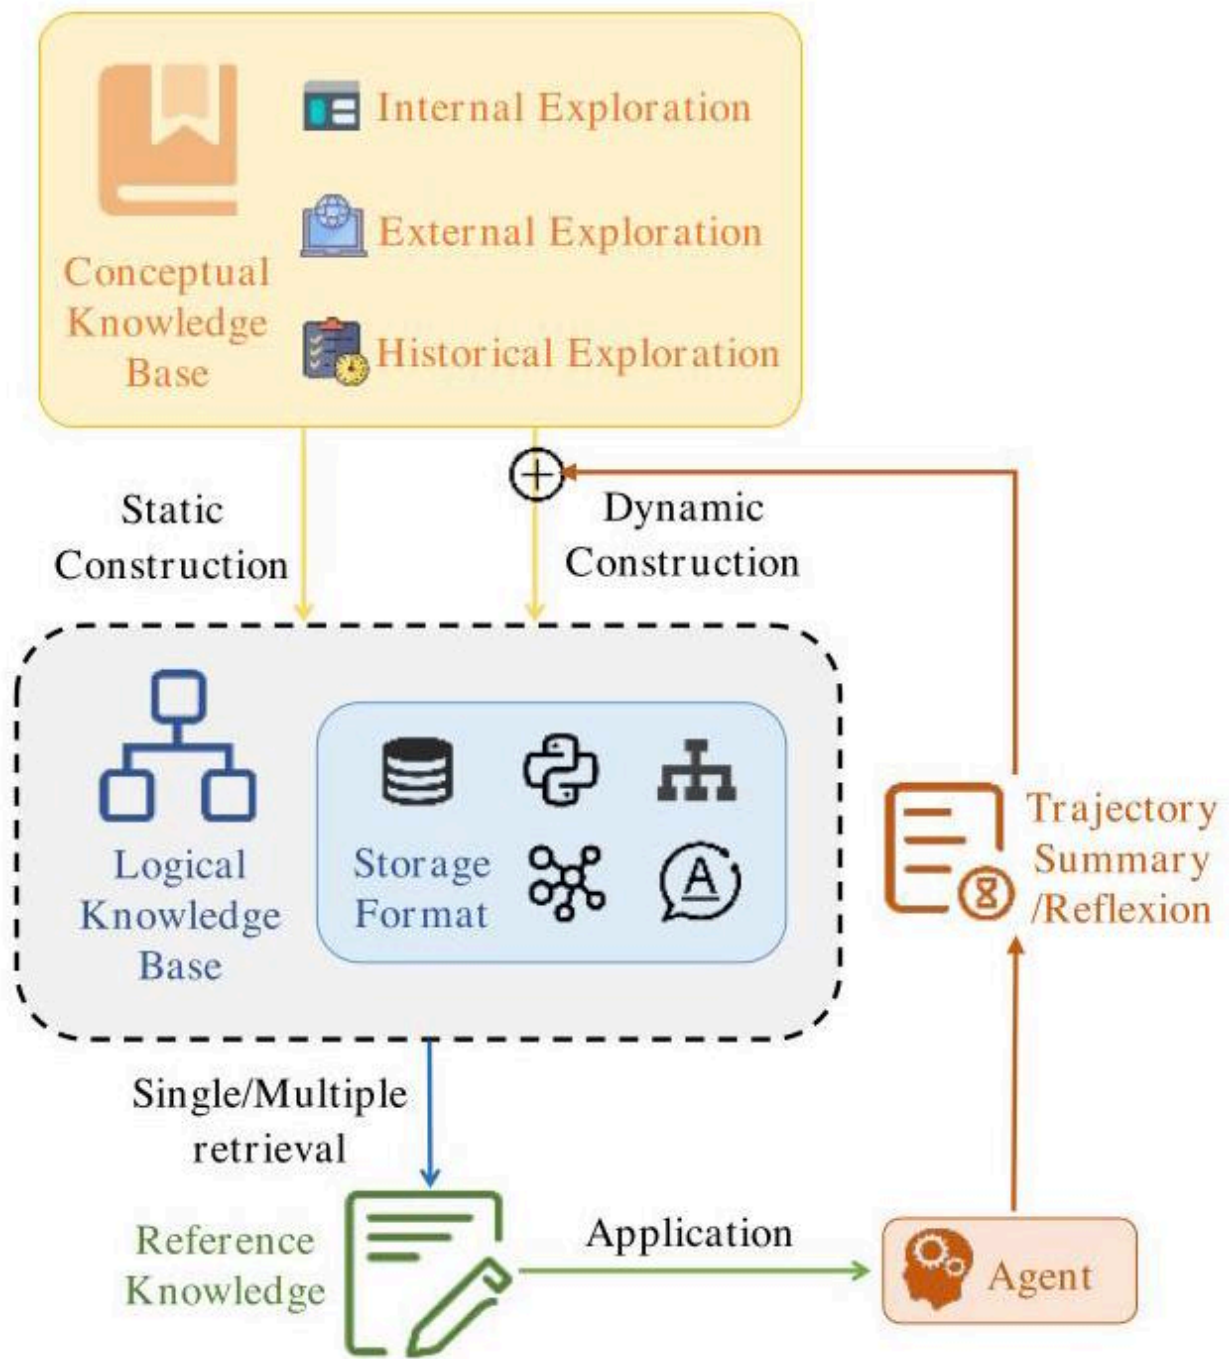 Internal Exploration
External Exploration
Historical Exploration
Conceptual
Knowledge
Base
Static
Construction
Dynamic
Construction
Logical
Knowledge
Base
Storage
Format
A
Trajectory
Summary
/Reflexion
Single/Multiple
retrieval
Reference
Knowledge
Application
Agent